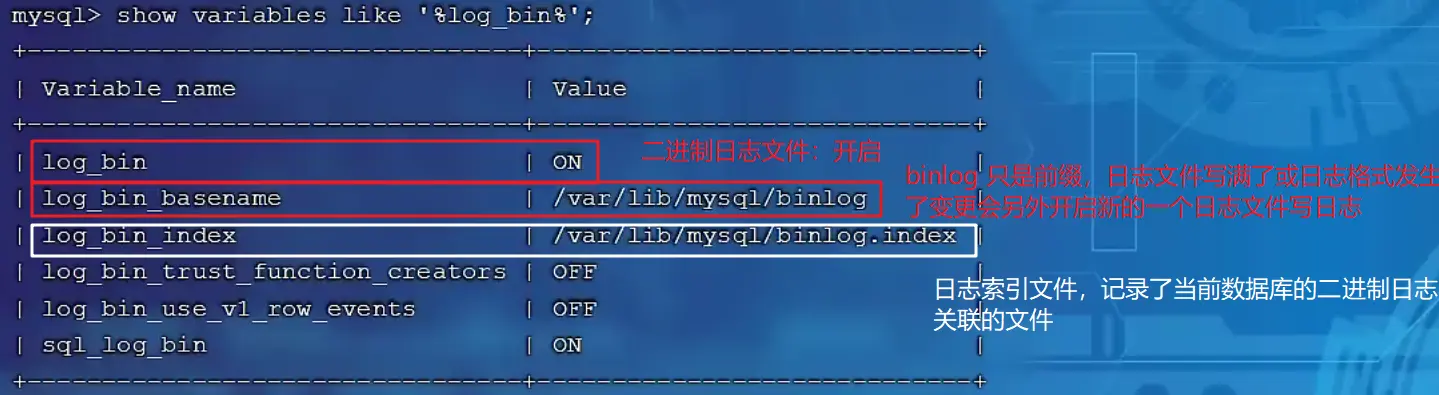 mysql> show variables like '%log_bin%';
+---------------------------------+-----------------------------+
| Variable_name                   | Value                       |
+---------------------------------+-----------------------------+
| log_bin                         | ON                          |
二进制日志文件：开启
| log_bin_basename                | /var/lib/mysql/binlog
binlog 只是前缀，日志文件写满了或日志格式发生
了变更会另外开启新的一个日志文件写日志
| log_bin_index                   | /var/lib/mysql/binlog.index |
| log_bin_trust_function_creators | OFF
日志索引文件，记录了当前数据库的二进制日志
关联的文件
| log_bin_use_v1_row_events       | OFF
| sql_log_bin                     | ON                          |
+---------------------------------+-----------------------------+